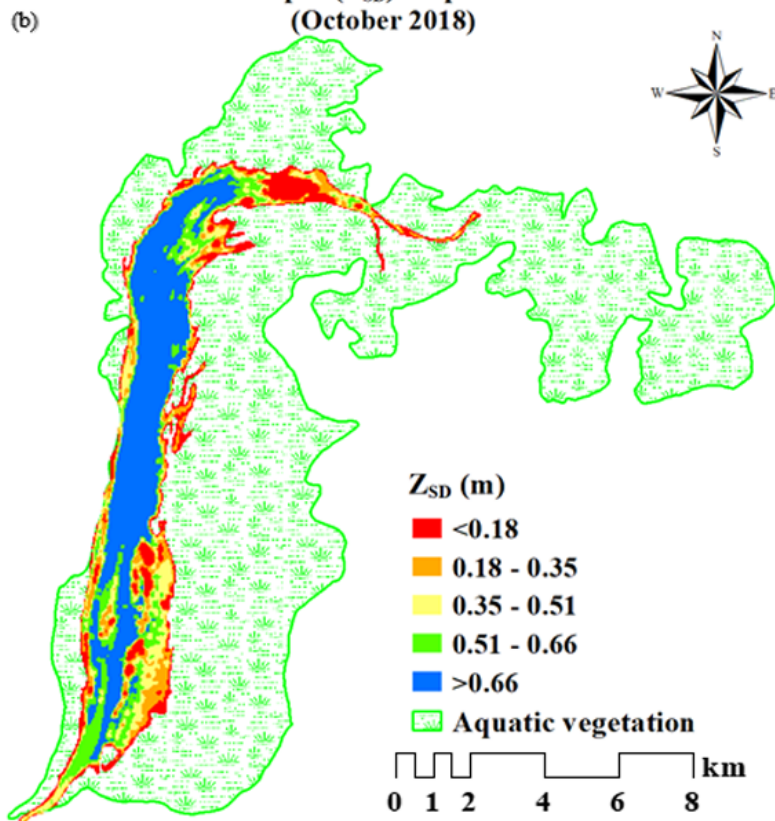 (b)
(October 2018)
N
W
E
S
Z_SD (m)
<0.18
0.18 - 0.35
0.35 - 0.51
0.51 - 0.66
>0.66
Aquatic vegetation
km
0 1 2 4 6 8